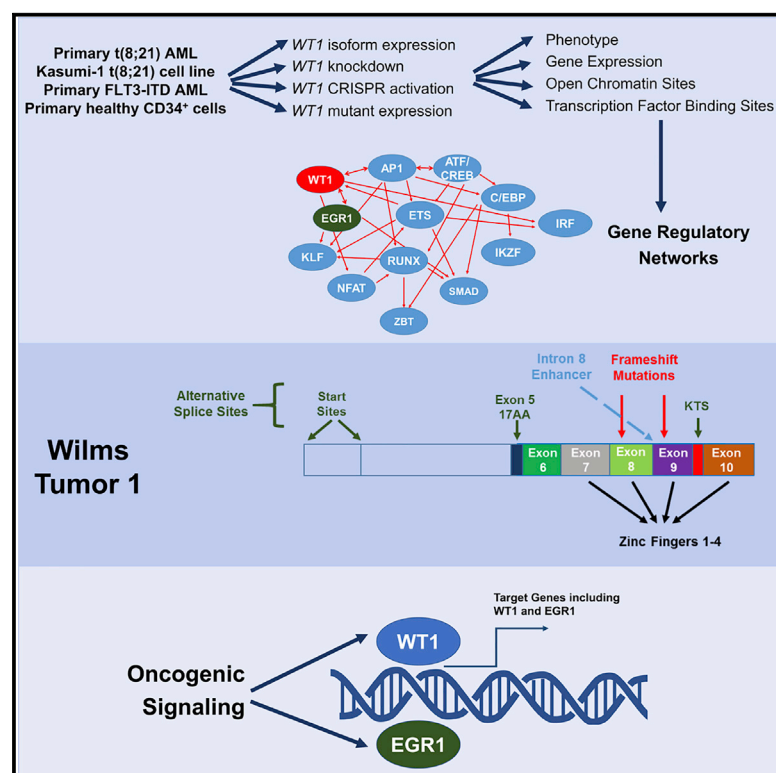 Primary t(8;21) AML
Kasumi-1 t(8;21) cell line
Primary FLT3-ITD AML
Primary healthy CD34+ cells
WT1 isoform expression
WT1 knockdown
WT1 CRISPR activation
WT1 mutant expression
Phenotype
Gene Expression
Open Chromatin Sites
Transcription Factor Binding Sites
WT1
AP1
ATF/
CREB
C/EBP
EGR1
ETS
IRF
KLF
RUNX
IKZF
NFAT
SMAD
ZBT
Gene Regulatory
Networks
Wilms
Tumor 1
Alternative
Splice Sites
Start
Sites
Exon 5
17AA
Intron 8
Enhancer
Frameshift
Mutations
KTS
Exon
6
Exon
7
Exon
8
Exon
9
Exon
10
Zinc Fingers 1-4
Oncogenic
Signaling
WT1
Target Genes including
WT1 and EGR1
EGR1